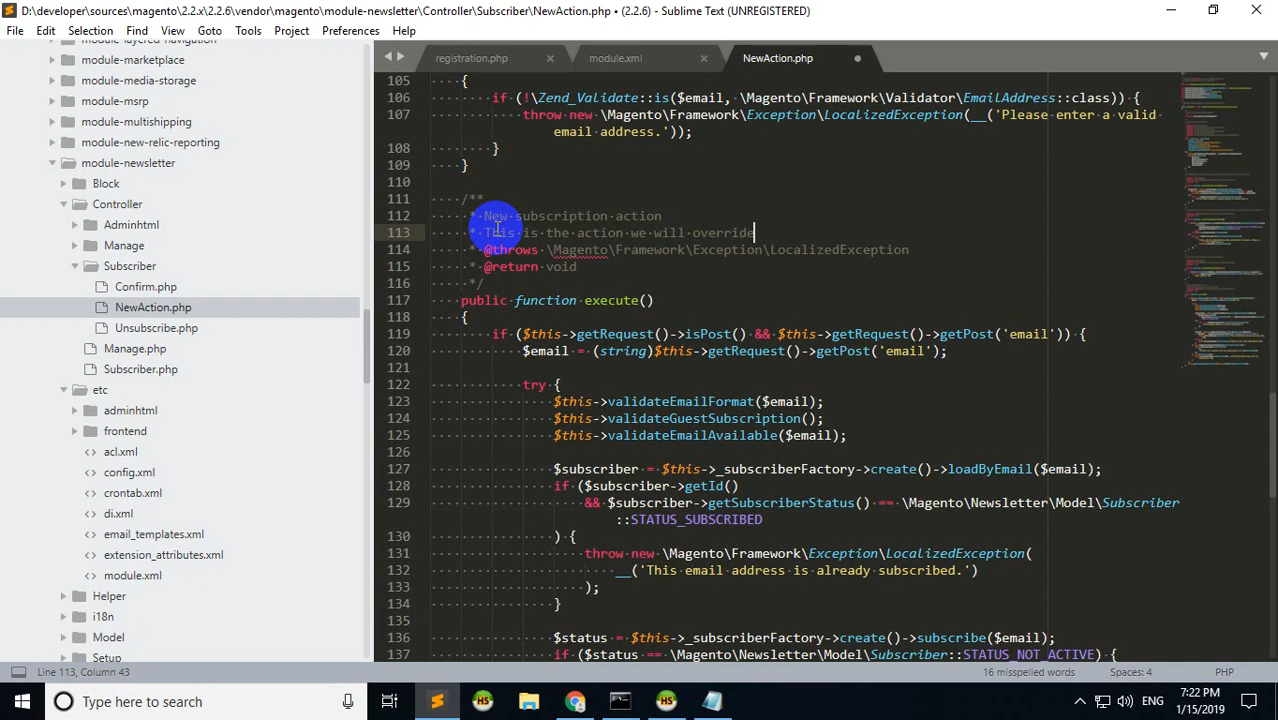 D:\developer\sources\magento\2.2.x\2.2.6\vendor\magento\module-newsletter\Controller\Subscriber\NewAction.php • (2.2.6) - Sublime Text (UNREGISTERED)
File Edit Selection Find View Goto Tools Project Preferences Help
module-layered-navigation
module-marketplace
module-media-storage
module-msrp
module-multishipping
module-new-relic-reporting
module-newsletter
Block
Controller
Adminhtml
Manage
Subscriber
Confirm.php
NewAction.php
Unsubscribe.php
Manage.php
Subscriber.php
etc
adminhtml
frontend
acl.xml
config.xml
crontab.xml
di.xml
email_templates.xml
extension_attributes.xml
module.xml
Helper
i18n
Model
Setup
registration.php module.xml NewAction.php
105 {
106 if (!\Zend_Validate::is($email, \Magento\Framework\Validator\EmailAddress::class)) {
107 throw new \Magento\Framework\Exception\LocalizedException(__('Please enter a valid
email address.'));
108 }
109 }
110
111 /**
112 * New subscription action
113 * This is the action we will override
114 * @throws \Magento\Framework\Exception\LocalizedException
115 * @return void
116 */
117 public function execute()
118 {
119 if ($this->getRequest()->isPost() && $this->getRequest()->getPost('email')) {
120 $email = (string)$this->getRequest()->getPost('email');
121
122 try {
123 $this->validateEmailFormat($email);
124 $this->validateGuestSubscription();
125 $this->validateEmailAvailable($email);
126
127 $subscriber = $this->_subscriberFactory->create()->loadByEmail($email);
128 if ($subscriber->getId()
129 && $subscriber->getSubscriberStatus() == \Magento\Newsletter\Model\Subscriber
::STATUS_SUBSCRIBED
130 ) {
131 throw new \Magento\Framework\Exception\LocalizedException(
132 __('This email address is already subscribed.')
133 );
134 }
135
136 $status = $this->_subscriberFactory->create()->subscribe($email);
137 if ($status == \Magento\Newsletter\Model\Subscriber::STATUS_NOT_ACTIVE) {
Line 113, Column 43 16 misspelled words Spaces: 4 PHP
Type here to search
HS
HS
ENG
7:22 PM
1/15/2019